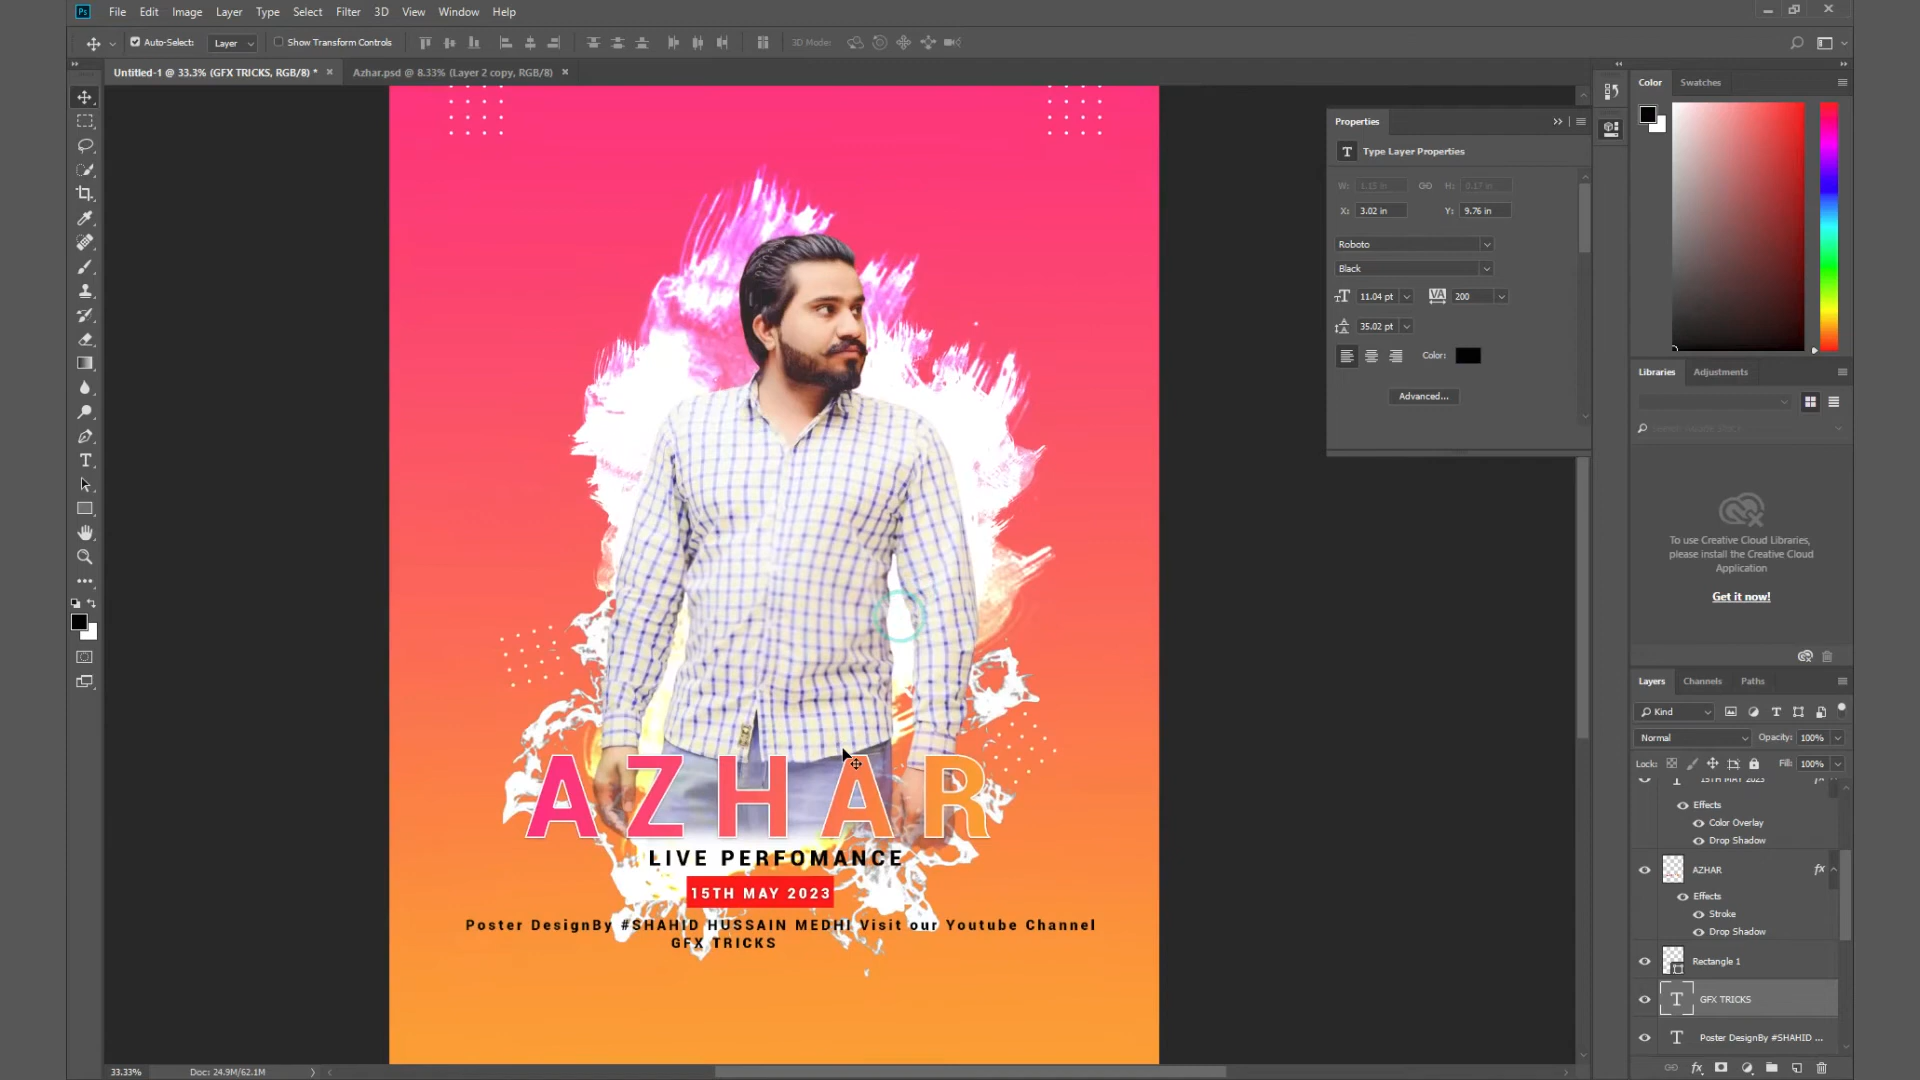 Ps File Edit Image Layer Type Select Filter 3D View Window Help
Auto-Select: Layer Show Transform Controls 3D Mode:
Untitled-1 @ 33.3% (GFX TRICKS, RGB/8) * × Azhar.psd @ 8.33% (Layer 2 copy, RGB/8) ×
Color Swatches
Properties
Type Layer Properties
W: 1.15 in H: 0.17 in
X: 3.02 in Y: 9.76 in
Roboto
Black
11.04 pt VA 200
35.02 pt
Color:
Advanced...
Libraries Adjustments
To use Creative Cloud Libraries,
please install the Creative Cloud
Application
Get it now!
Layers Channels Paths
Kind
Normal Opacity: 100%
Lock: Fill: 100%
15TH MAY 2023 fx
Effects
Color Overlay
Drop Shadow
AZHAR fx
Effects
Stroke
Drop Shadow
Rectangle 1
T GFX TRICKS
T Poster DesignBy #SHAHID ...
AZHAR
LIVE PERFOMANCE
15TH MAY 2023
Poster DesignBy #SHAHID HUSSAIN MEDHI Visit our Youtube Channel
GFX TRICKS
33.33% Doc: 24.9M/62.1M